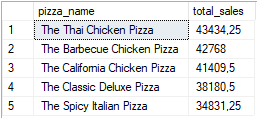 pizza_name total_sales
1 The Thai Chicken Pizza 43434,25
2 The Barbecue Chicken Pizza 42768
3 The California Chicken Pizza 41409,5
4 The Classic Deluxe Pizza 38180,5
5 The Spicy Italian Pizza 34831,25